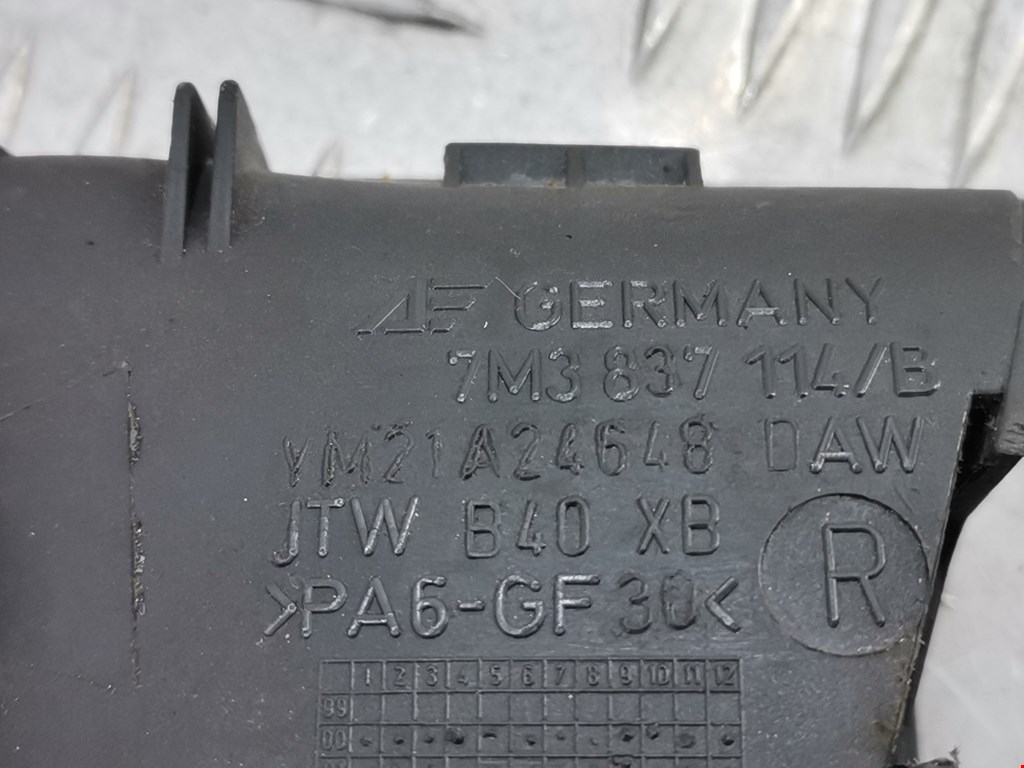 AF GERMANY
7M3 837 114/B
YM21A24648 DAW
JTW B40 XB
R
>PA6-GF30<
1 2 3 4 5 6 7 8 9 10 11 12
99
00